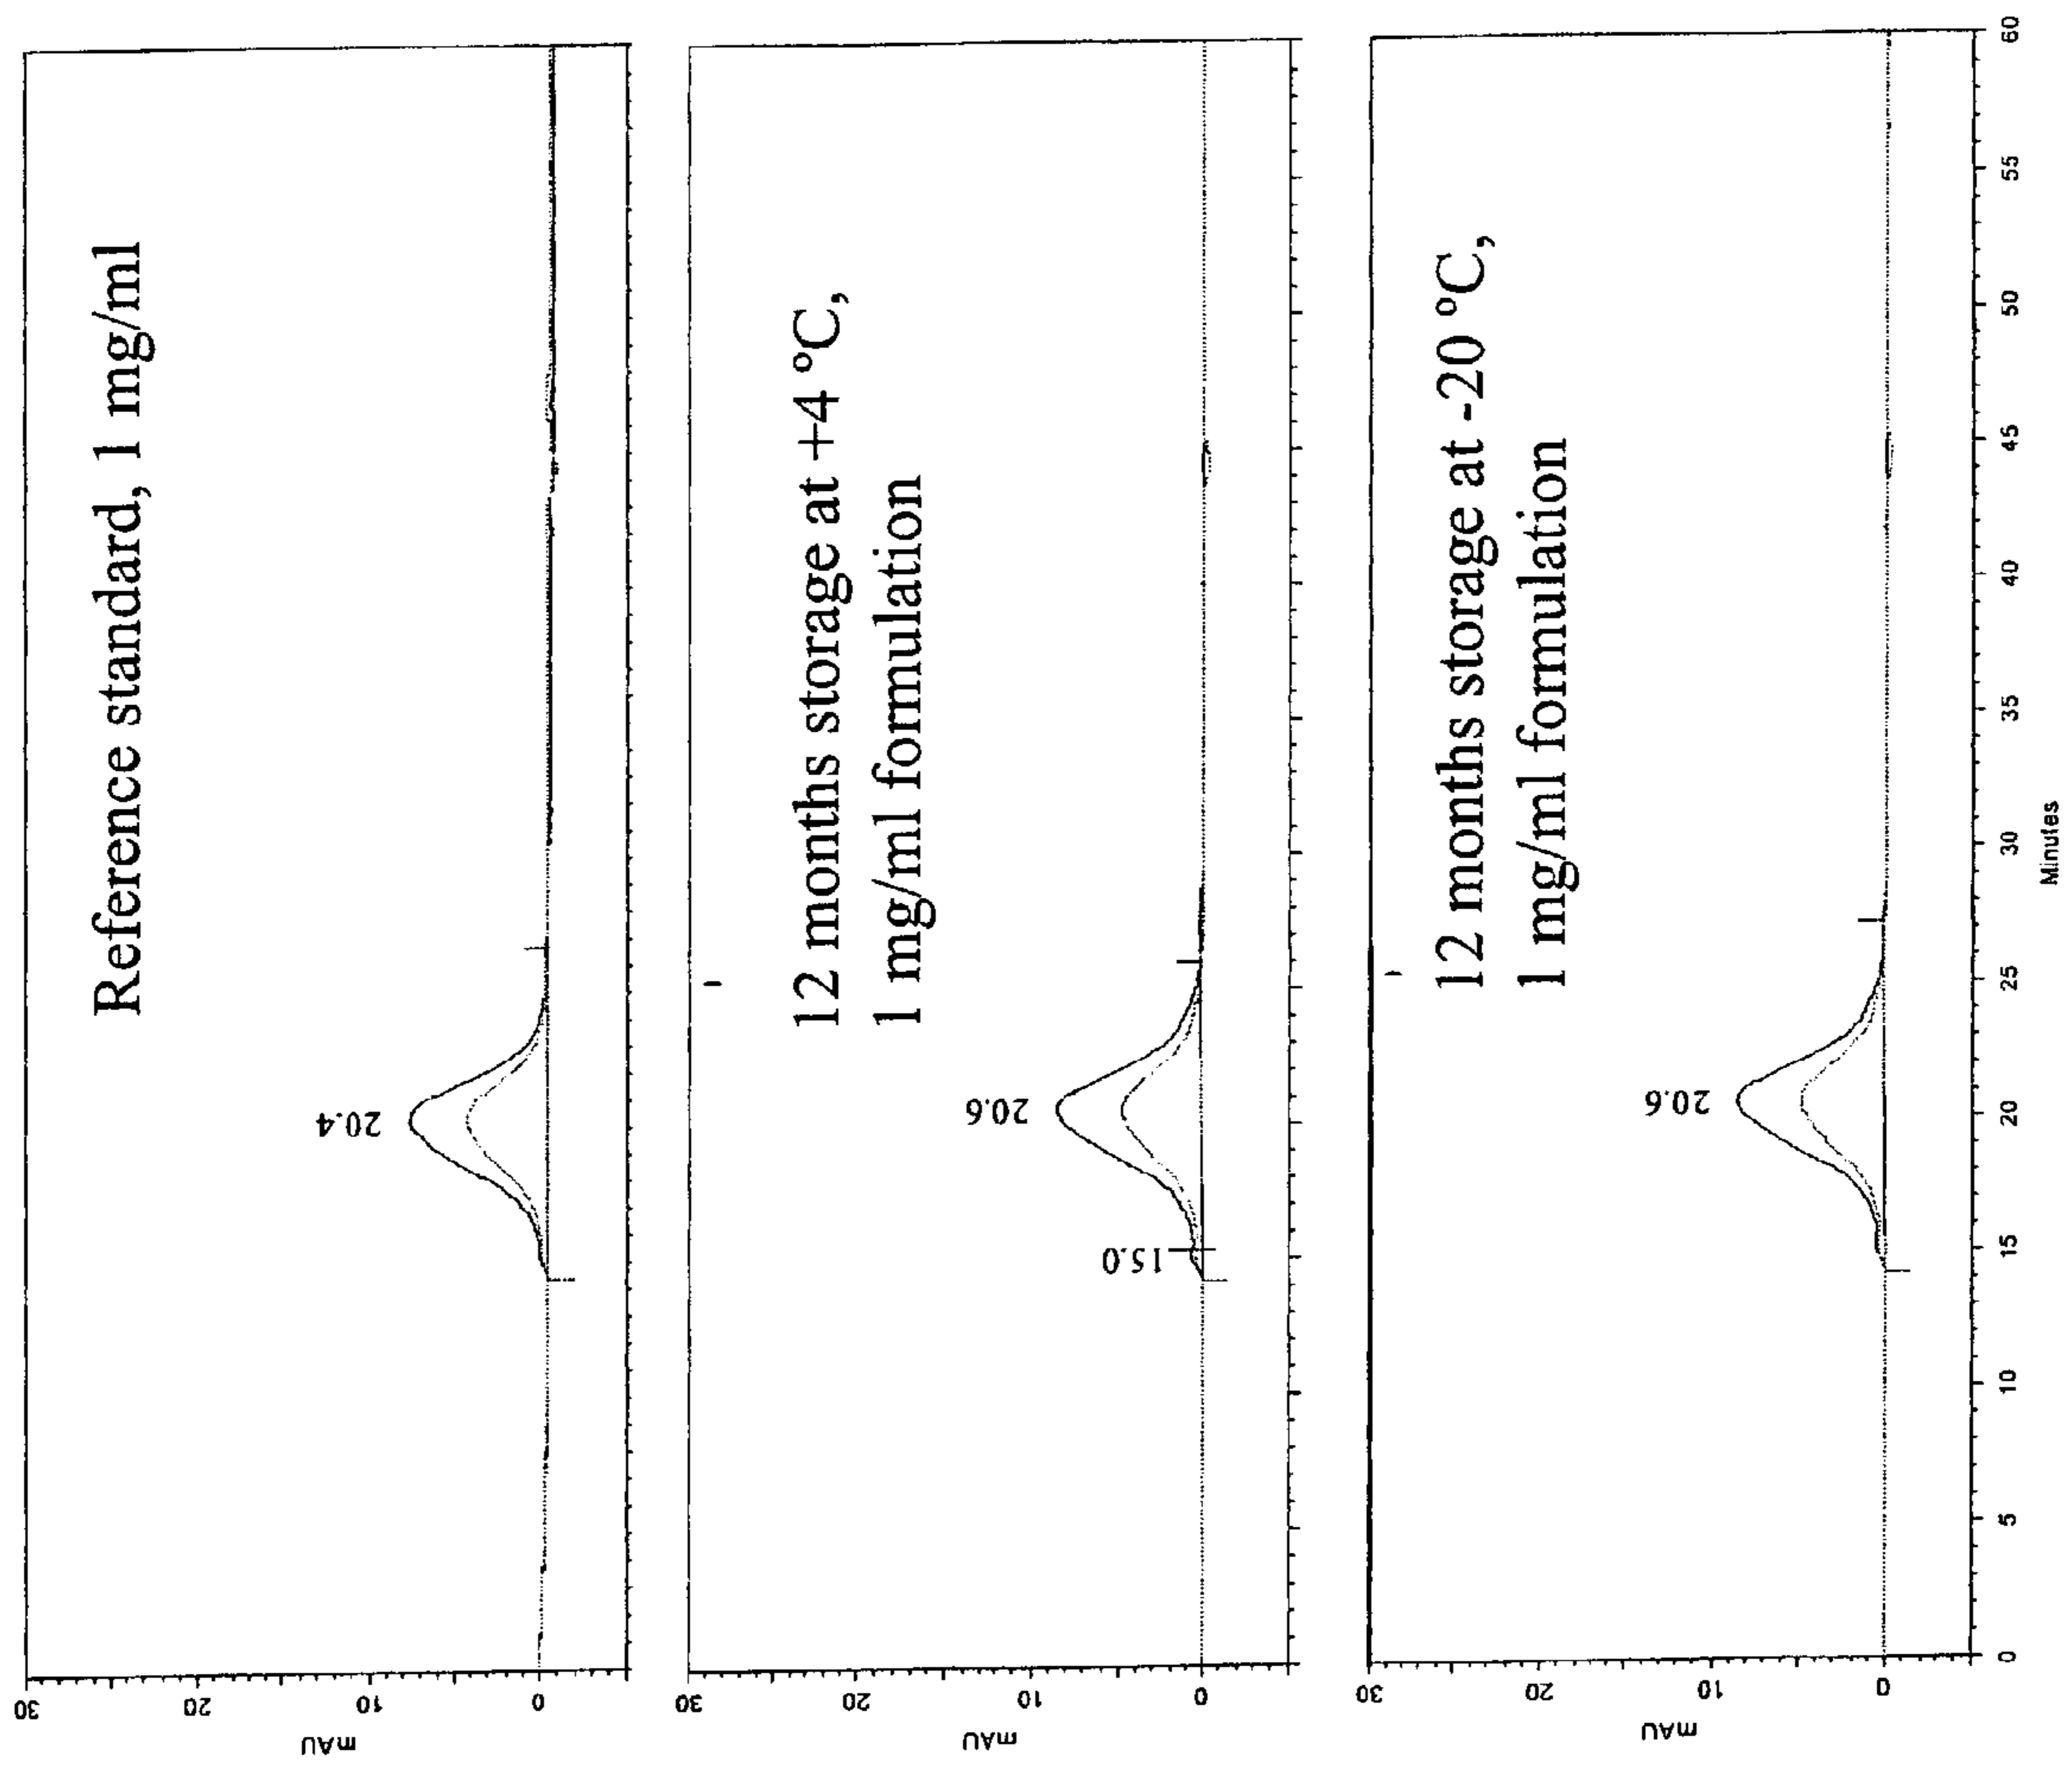 Reference standard, 1 mg/ml
30
20
10
0
mAU
20.4
12 months storage at +4 °C,
1 mg/ml formulation
30
20
10
0
mAU
15.0
20.6
12 months storage at -20 °C,
1 mg/ml formulation
30
20
10
0
mAU
20.6
0 5 10 15 20 25 30 35 40 45 50 55 60
Minutes